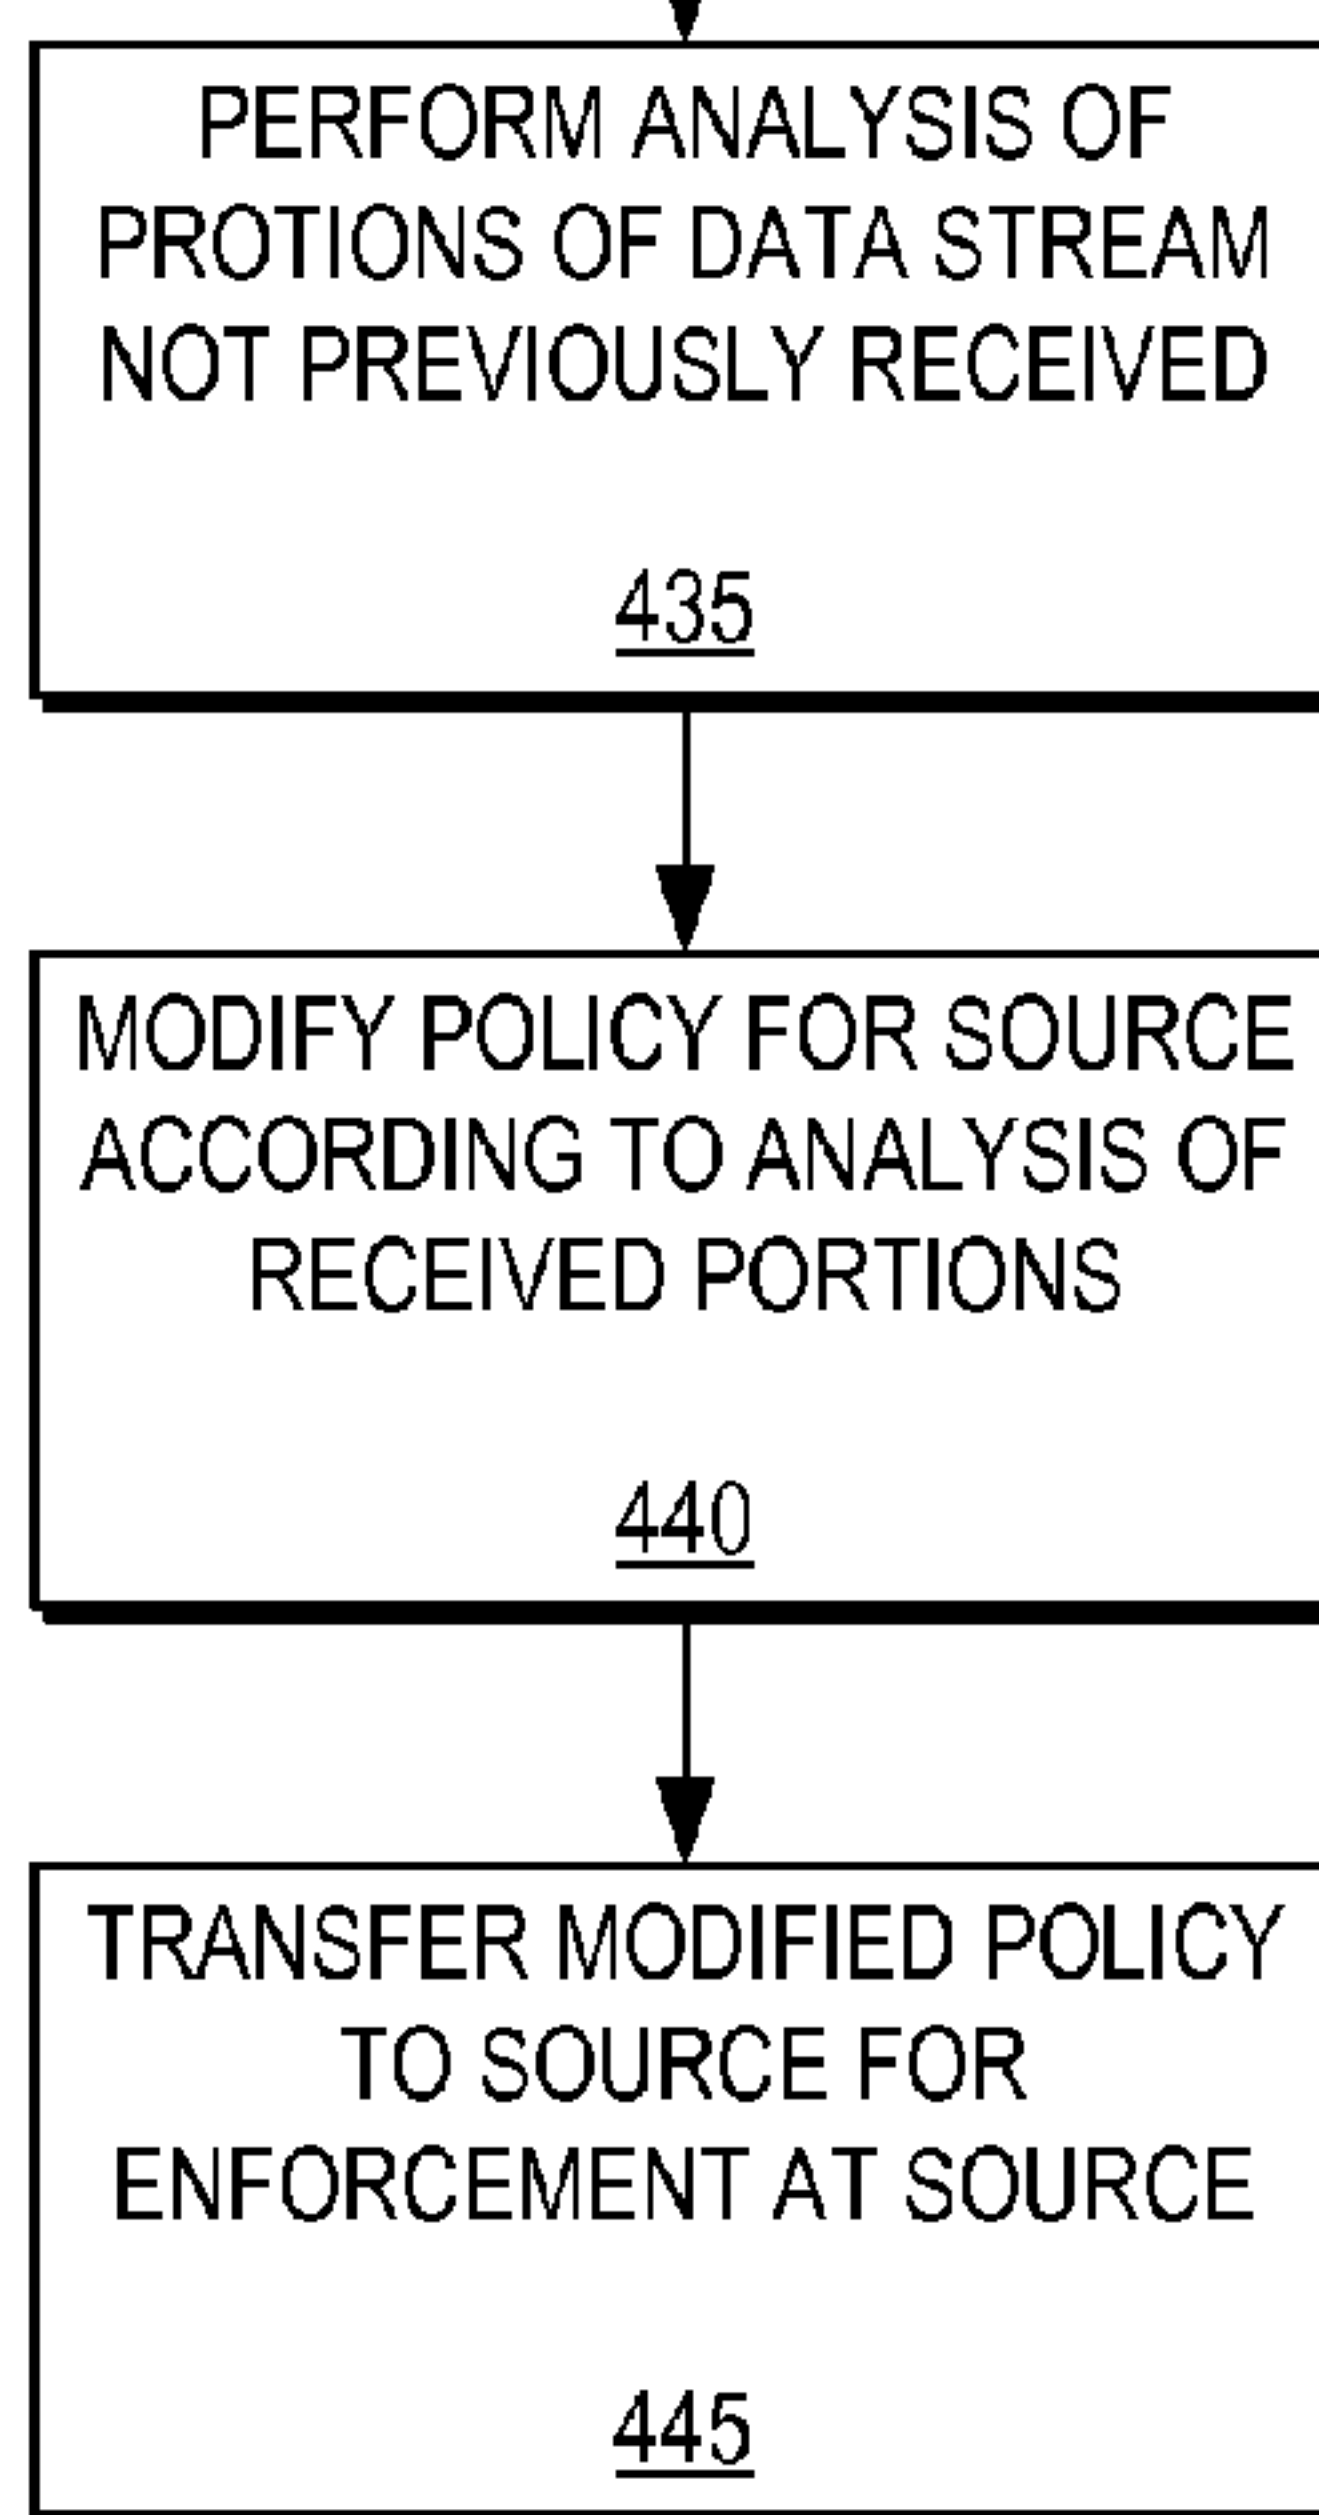 PERFORM ANALYSIS OF
PROTIONS OF DATA STREAM
NOT PREVIOUSLY RECEIVED
435
MODIFY POLICY FOR SOURCE
ACCORDING TO ANALYSIS OF
RECEIVED PORTIONS
440
TRANSFER MODIFIED POLICY
TO SOURCE FOR
ENFORCEMENT AT SOURCE
445